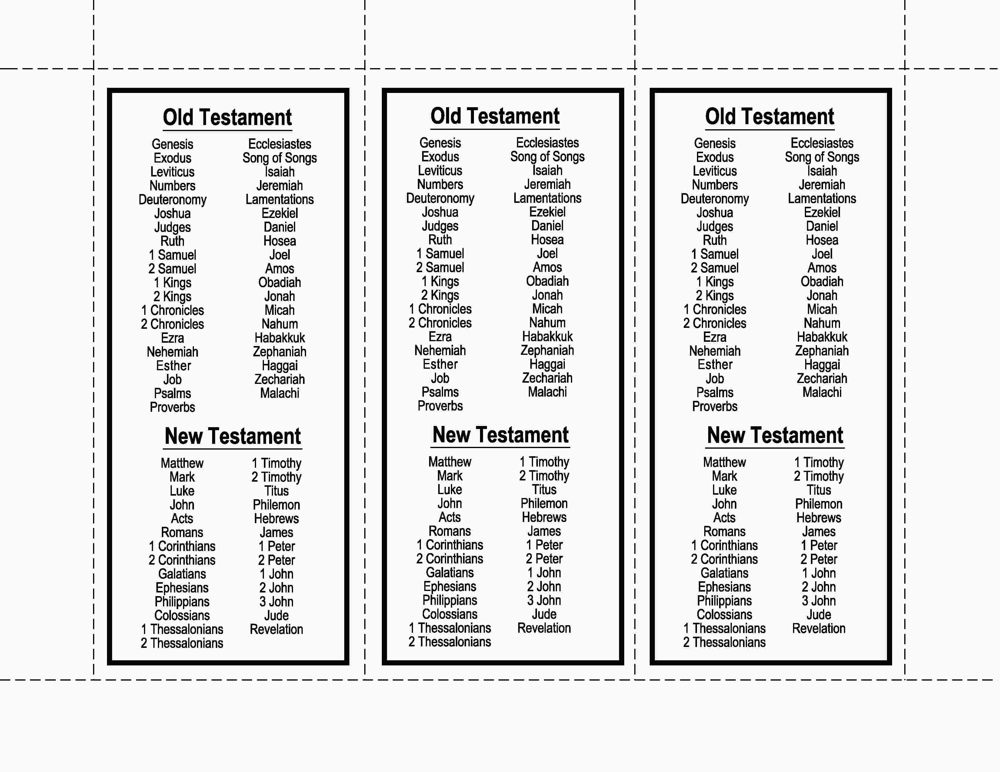 Old Testament
Genesis
Exodus
Leviticus
Numbers
Deuteronomy
Joshua
Judges
Ruth
1 Samuel
2 Samuel
1 Kings
2 Kings
1 Chronicles
2 Chronicles
Ezra
Nehemiah
Esther
Job
Psalms
Proverbs
Ecclesiastes
Song of Songs
Isaiah
Jeremiah
Lamentations
Ezekiel
Daniel
Hosea
Joel
Amos
Obadiah
Jonah
Micah
Nahum
Habakkuk
Zephaniah
Haggai
Zechariah
Malachi
New Testament
Matthew
Mark
Luke
John
Acts
Romans
1 Corinthians
2 Corinthians
Galatians
Ephesians
Philippians
Colossians
1 Thessalonians
2 Thessalonians
1 Timothy
2 Timothy
Titus
Philemon
Hebrews
James
1 Peter
2 Peter
1 John
2 John
3 John
Jude
Revelation
Old Testament
Genesis
Exodus
Leviticus
Numbers
Deuteronomy
Joshua
Judges
Ruth
1 Samuel
2 Samuel
1 Kings
2 Kings
1 Chronicles
2 Chronicles
Ezra
Nehemiah
Esther
Job
Psalms
Proverbs
Ecclesiastes
Song of Songs
Isaiah
Jeremiah
Lamentations
Ezekiel
Daniel
Hosea
Joel
Amos
Obadiah
Jonah
Micah
Nahum
Habakkuk
Zephaniah
Haggai
Zechariah
Malachi
New Testament
Matthew
Mark
Luke
John
Acts
Romans
1 Corinthians
2 Corinthians
Galatians
Ephesians
Philippians
Colossians
1 Thessalonians
2 Thessalonians
1 Timothy
2 Timothy
Titus
Philemon
Hebrews
James
1 Peter
2 Peter
1 John
2 John
3 John
Jude
Revelation
Old Testament
Genesis
Exodus
Leviticus
Numbers
Deuteronomy
Joshua
Judges
Ruth
1 Samuel
2 Samuel
1 Kings
2 Kings
1 Chronicles
2 Chronicles
Ezra
Nehemiah
Esther
Job
Psalms
Proverbs
Ecclesiastes
Song of Songs
Isaiah
Jeremiah
Lamentations
Ezekiel
Daniel
Hosea
Joel
Amos
Obadiah
Jonah
Micah
Nahum
Habakkuk
Zephaniah
Haggai
Zechariah
Malachi
New Testament
Matthew
Mark
Luke
John
Acts
Romans
1 Corinthians
2 Corinthians
Galatians
Ephesians
Philippians
Colossians
1 Thessalonians
2 Thessalonians
1 Timothy
2 Timothy
Titus
Philemon
Hebrews
James
1 Peter
2 Peter
1 John
2 John
3 John
Jude
Revelation